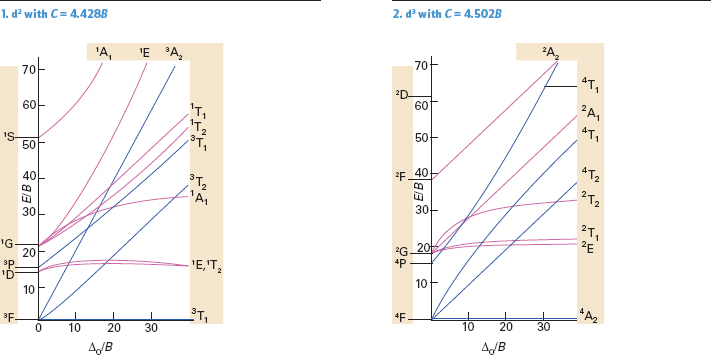 1. d² with C = 4.428B
¹A₁ ¹E ³A₂
70
60
¹S
50
40
E/B
30
¹G
20
³P
¹D
10
³F
0 10 20 30
Δₒ/B
¹T₁
¹T₂
³T₁
³T₂
¹A₁
¹E,¹T₂
³T₁
2. d³ with C = 4.502B
²A₂
70
²D
60
50
²F
40
E/B
30
²G
20
⁴P
10
⁴F
10 20 30
Δₒ/B
⁴T₁
²A₁
⁴T₁
⁴T₂
²T₂
²T₁
²E
⁴A₂